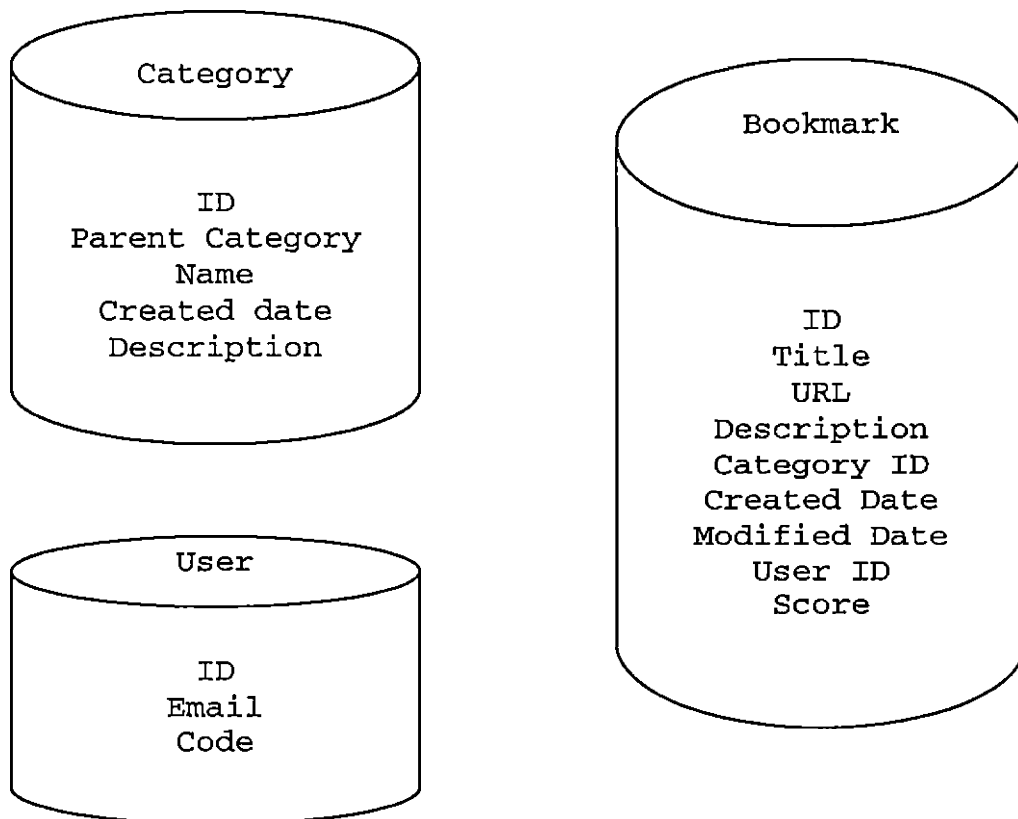 Category
ID
Parent Category
Name
Created date
Description
Bookmark
ID
Title
URL
Description
Category ID
Created Date
Modified Date
User ID
Score
User
ID
Email
Code